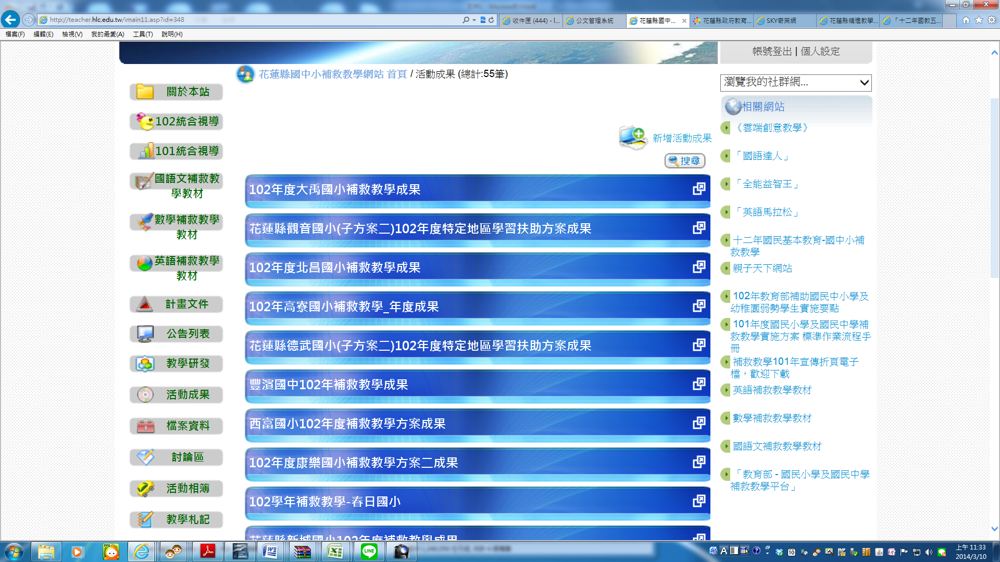 http://teacher.hlc.edu.tw/imain11.asp?id=348
收件匣 (444) - I...
公文管理系統
花蓮縣國中...
花蓮縣政府教育...
SKY奇萊網
花蓮縣精進教學...
「十二年國教五...
檔案(F) 編輯(E) 檢視(V) 我的最愛(A) 工具(T) 說明(H)
帳號登出 | 個人設定
花蓮縣國中小補救教學網站 首頁 / 活動成果 (總計:55筆)
瀏覽我的社群網...
關於本站
102統合視導
101統合視導
國語文補救教
學教材
數學補救教學
教材
英語補救教學
教材
計畫文件
公告列表
教學研發
活動成果
檔案資料
討論區
活動相簿
教學札記
新增活動成果
搜尋
102年度大禹國小補救教學成果
花蓮縣觀音國小(子方案二)102年度特定地區學習扶助方案成果
102年度北昌國小補救教學成果
102年高寮國小補救教學_年度成果
花蓮縣德武國小(子方案二)102年度特定地區學習扶助方案成果
豐濱國中102年補救教學成果
西富國小102年度補救教學方案成果
102年度康樂國小補救教學方案二成果
102學年補救教學-春日國小
花蓮縣新城國小102年度補救教學成果
相關網站
《雲端創意教學》
「國語達人」
「全能益智王」
「英語馬拉松」
十二年國民基本教育-國中小補
救教學
親子天下網站
102年教育部補助國民中小學及
幼稚園弱勢學生實施要點
101年度國民小學及國民中學補
救教學實施方案 標準作業流程手
冊
補救教學101年宣傳折頁電子
檔，歡迎下載
英語補救教學教材
數學補救教學教材
國語文補救教學教材
「教育部 - 國民小學及國民中學
補救教學平台」
PPS
LINE
A
上午 11:33
2014/3/10